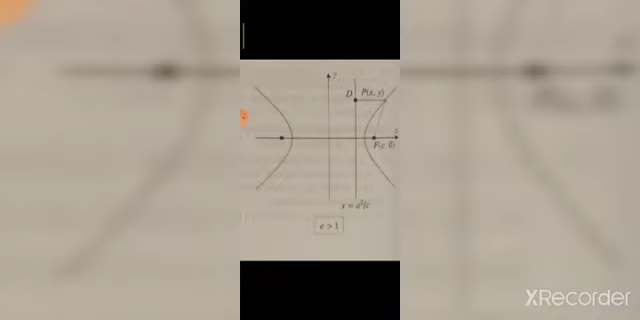 y
D P(x, y)
x
F(c, 0)
x = a²/c
e > 1
XRecorder